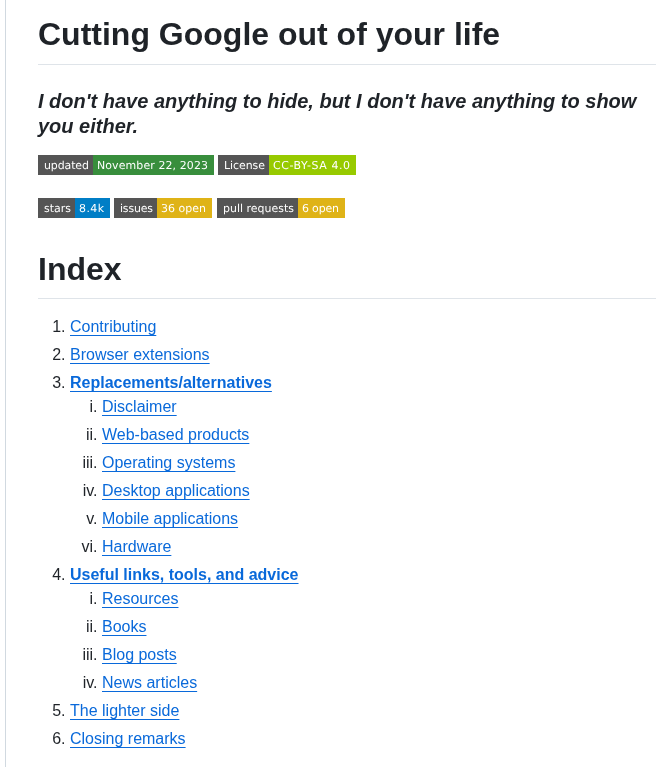 Cutting Google out of your life
I don't have anything to hide, but I don't have anything to show
you either.
updated November 22, 2023 License CC-BY-SA 4.0
stars 8.4k issues 36 open pull requests 6 open
Index
1. Contributing
2. Browser extensions
3. Replacements/alternatives
i. Disclaimer
ii. Web-based products
iii. Operating systems
iv. Desktop applications
v. Mobile applications
vi. Hardware
4. Useful links, tools, and advice
i. Resources
ii. Books
iii. Blog posts
iv. News articles
5. The lighter side
6. Closing remarks